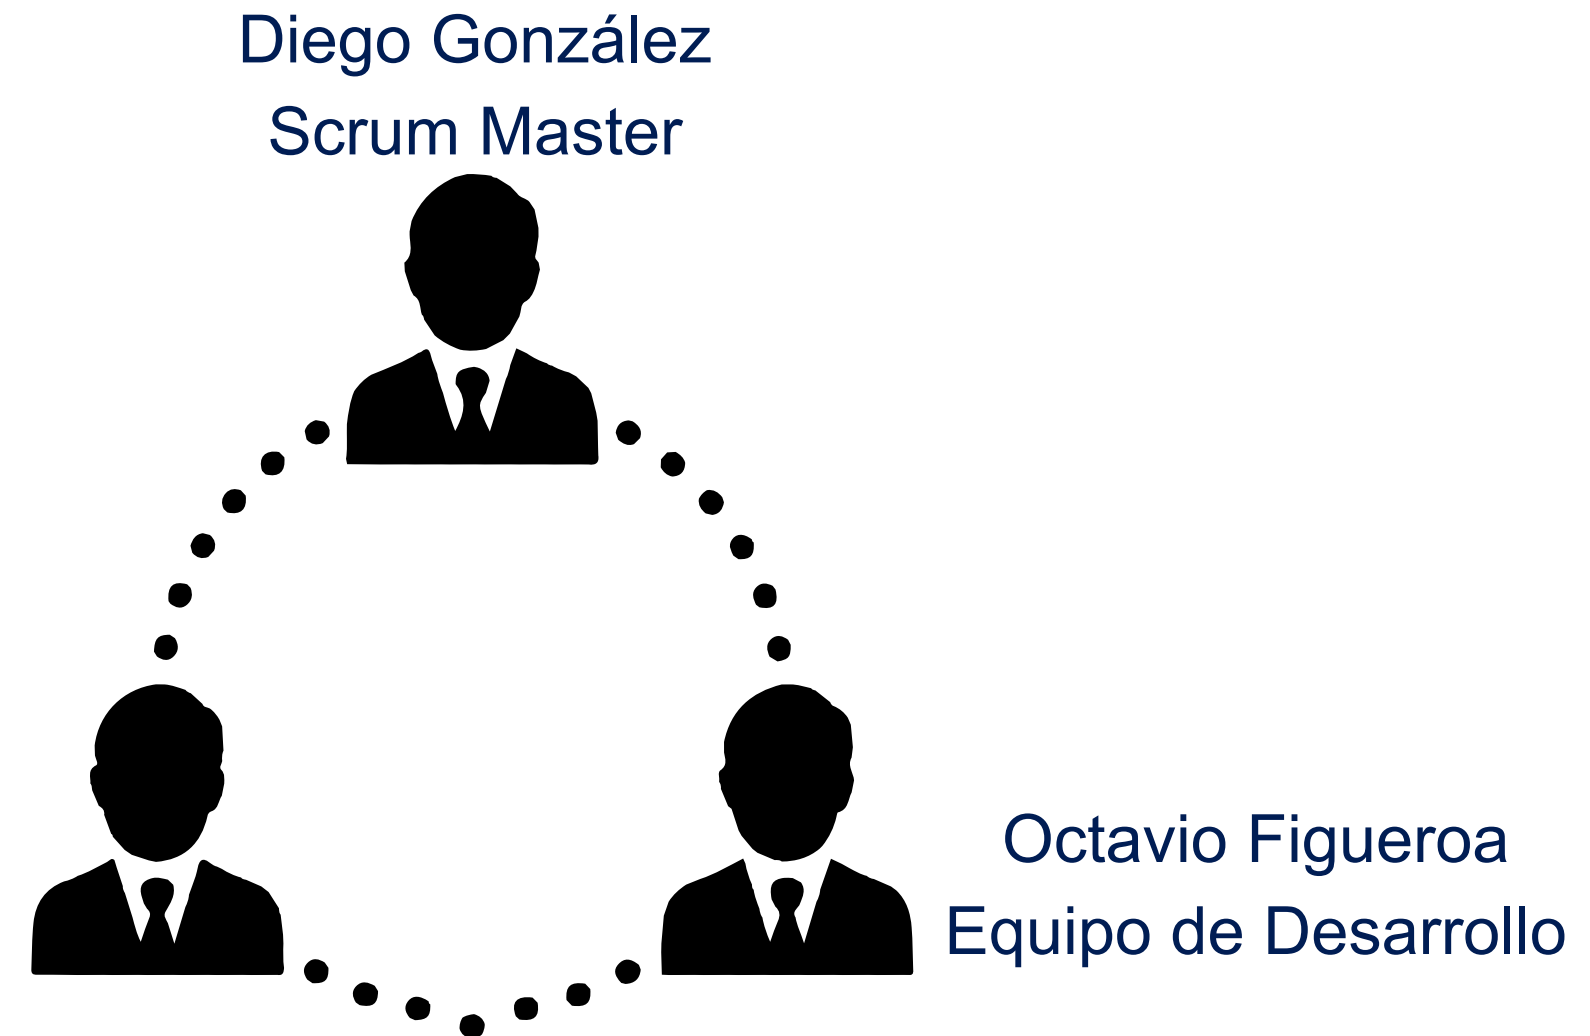 Diego González
Scrum Master
Octavio Figueroa
Equipo de Desarrollo